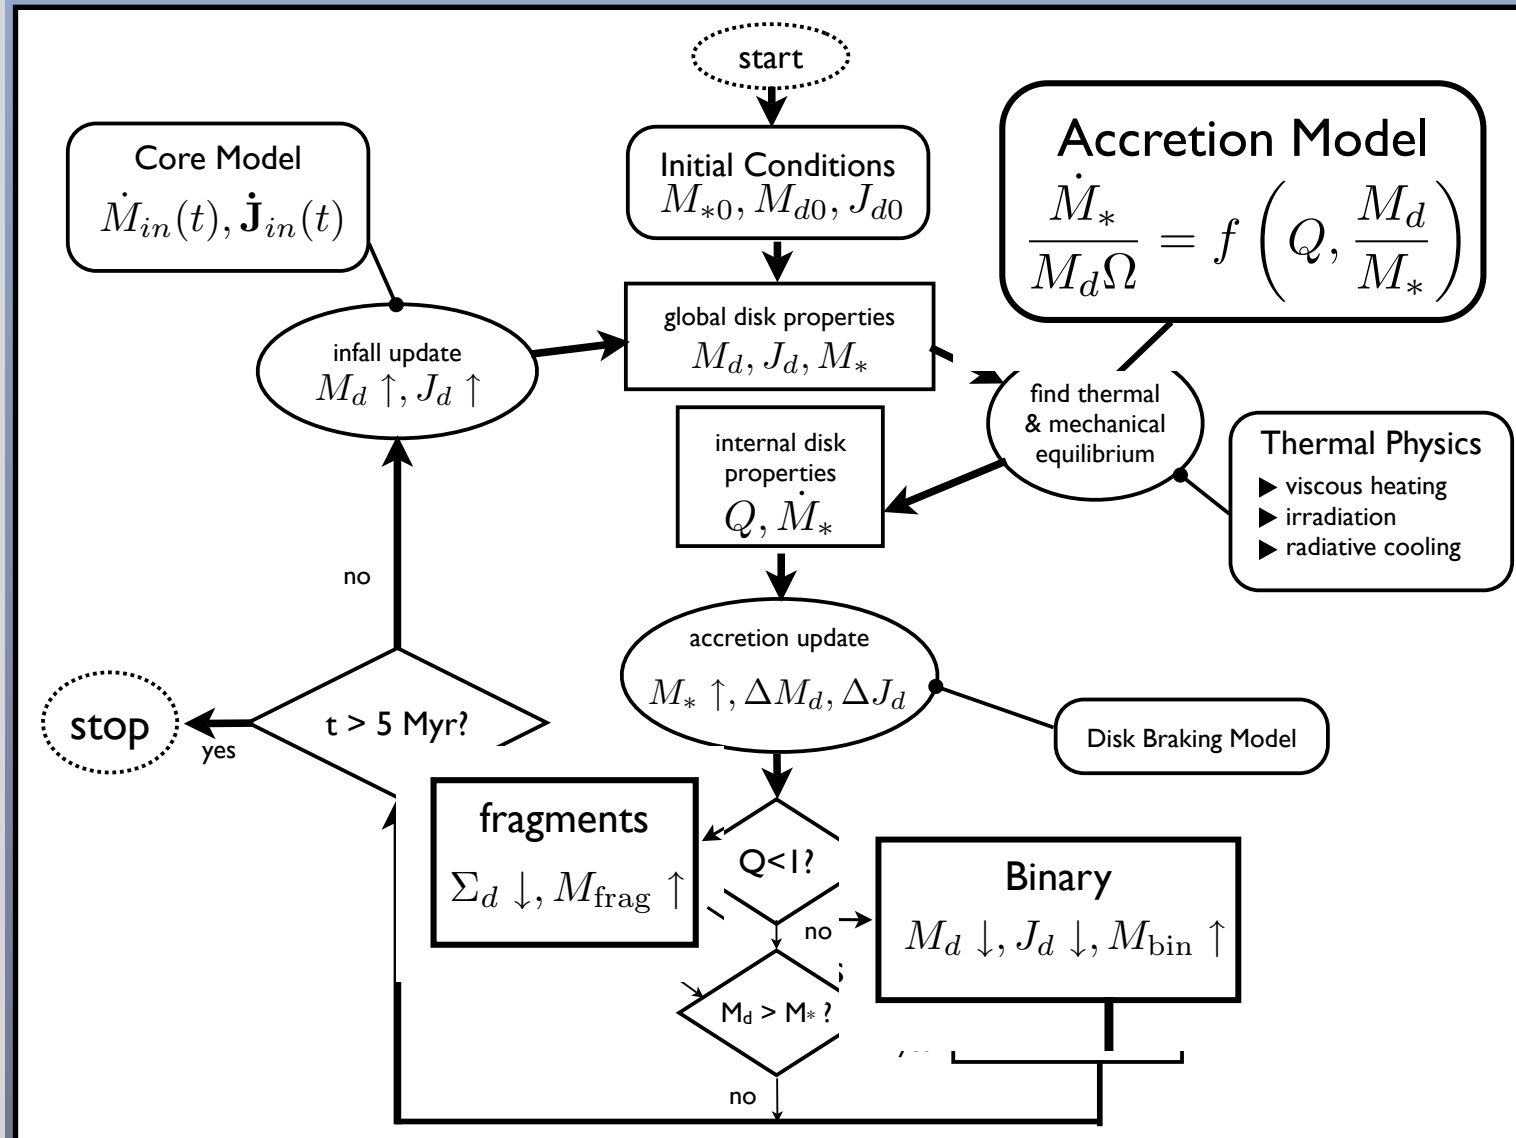 start
Core Model
Ṁ_in(t), J̇_in(t)
Initial Conditions
M_*0, M_d0, J_d0
Accretion Model
Ṁ_* / (M_d Ω) = f(Q, M_d / M_*)
infall update
M_d ↑, J_d ↑
global disk properties
M_d, J_d, M_*
find thermal
& mechanical
equilibrium
internal disk
properties
Q, Ṁ_*
Thermal Physics
▶ viscous heating
▶ irradiation
▶ radiative cooling
no
accretion update
M_* ↑, ΔM_d, ΔJ_d
stop
yes
t > 5 Myr?
Disk Braking Model
fragments
Σ_d ↓, M_frag ↑
Q<1?
no
Binary
M_d ↓, J_d ↓, M_bin ↑
M_d > M_* ?
no